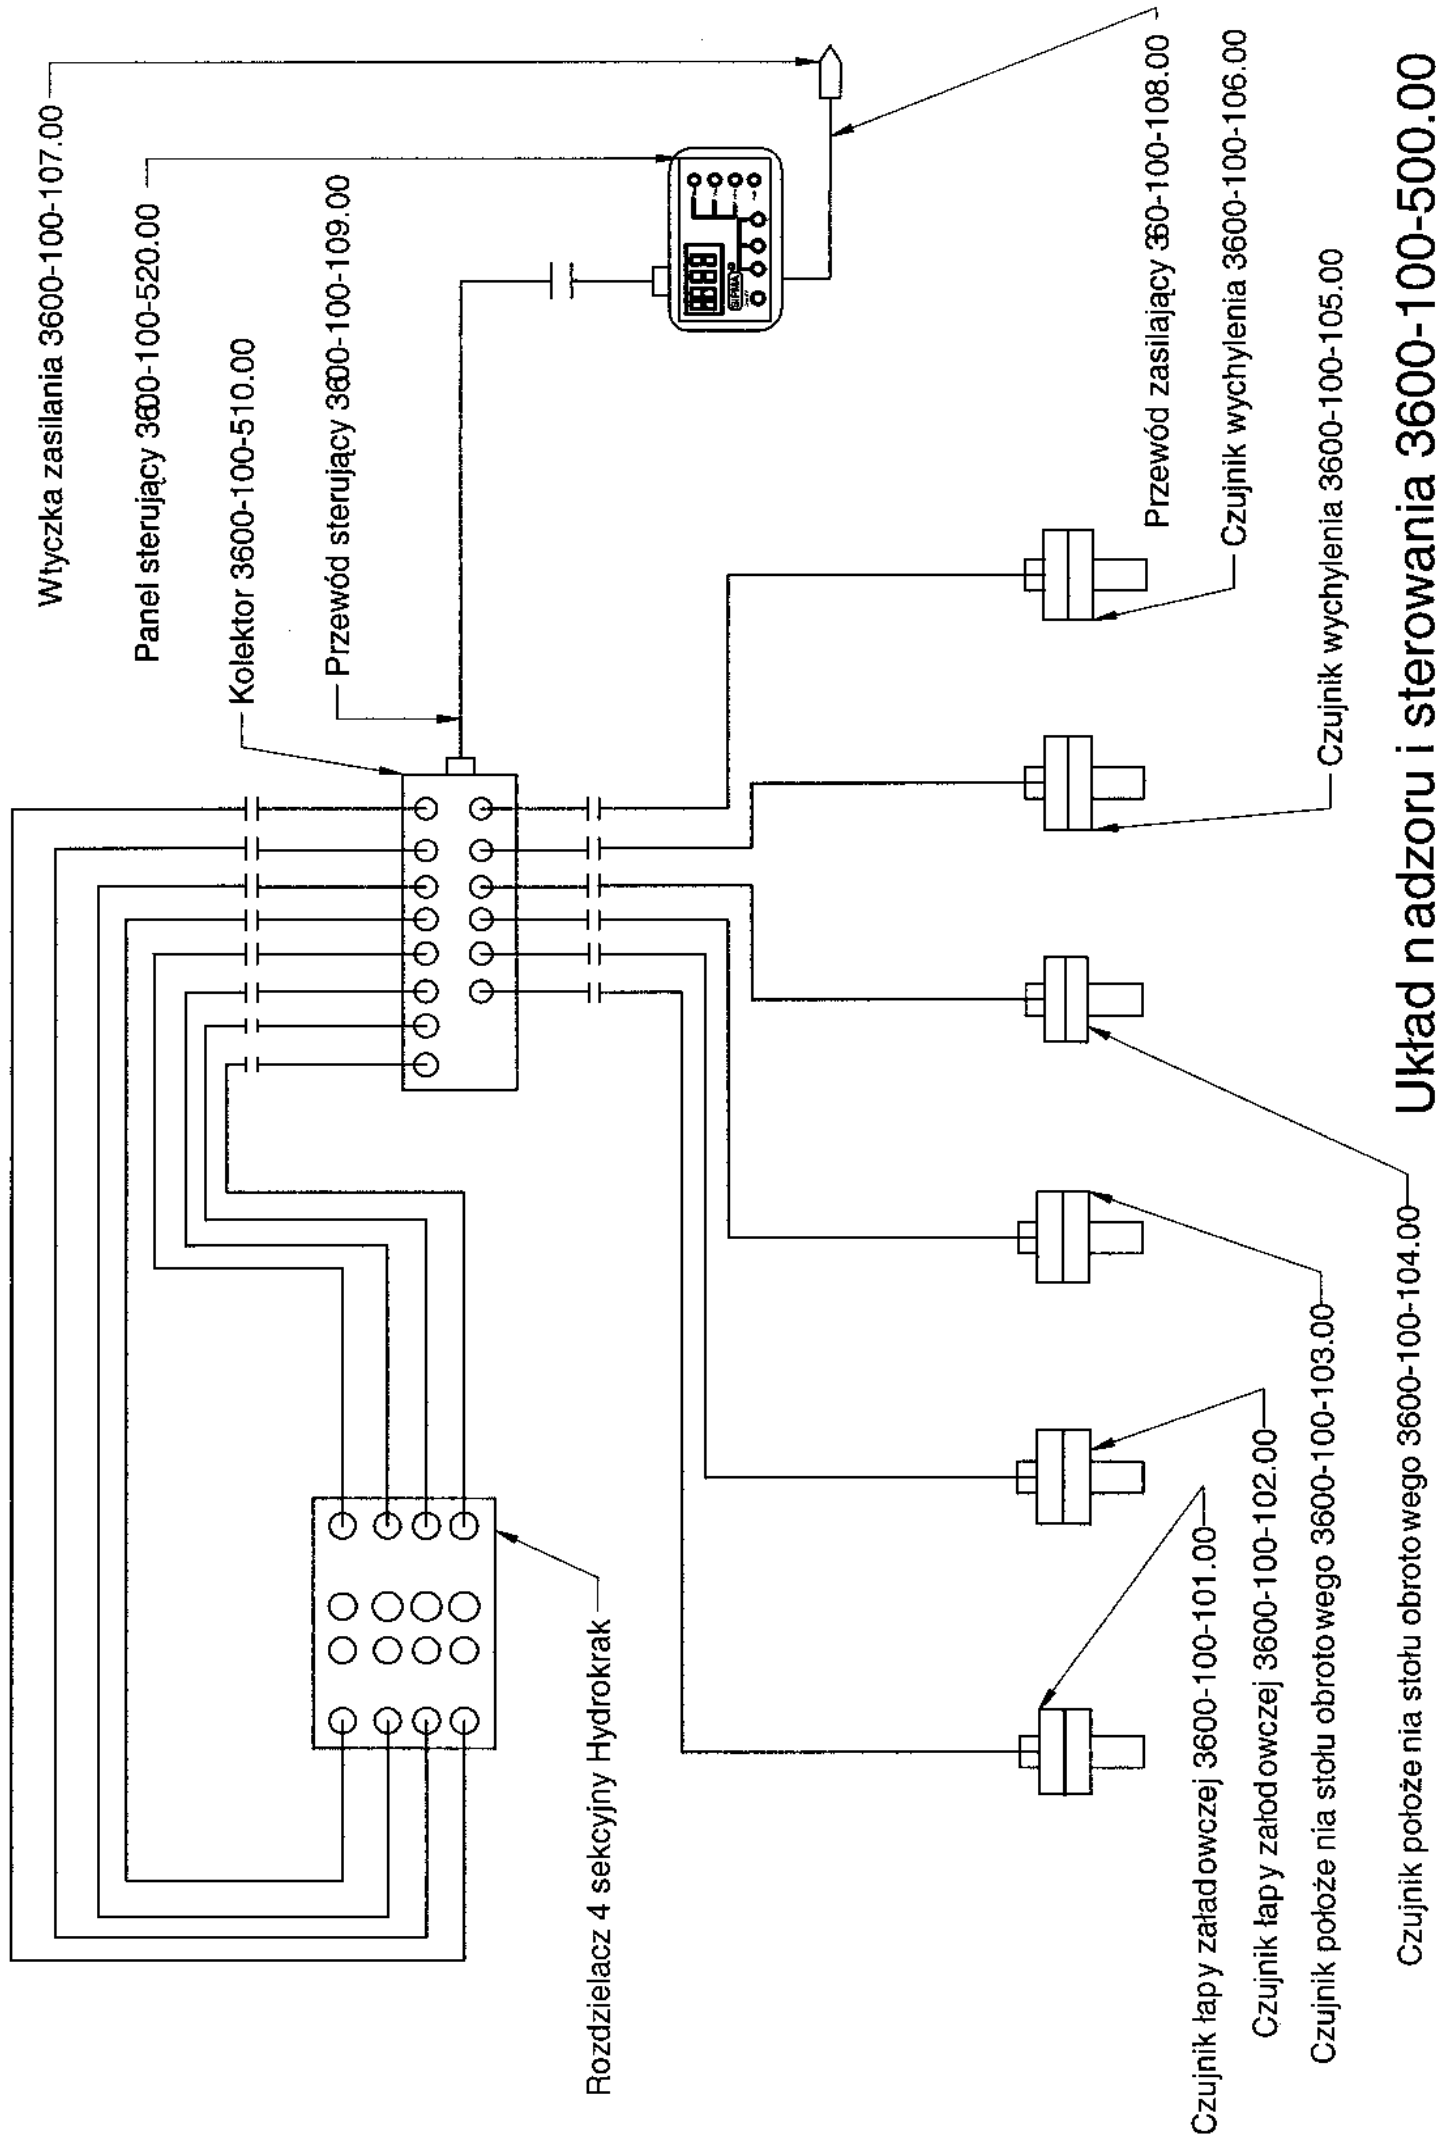 Wtyczka zasilania 3600-100-107.00
Panel sterujący 3600-100-520.00
Kolektor 3600-100-510.00
Przewód sterujący 3600-100-109.00
SIPMA
Rozdzielacz 4 sekcyjny Hydrokrak
Przewód zasilający 360-100-108.00
Czujnik wychylenia 3600-100-106.00
Czujnik wychylenia 3600-100-105.00
Czujnik łapy załadowczej 3600-100-101.00
Czujnik łapy załodowczej 3600-100-102.00
Czujnik położenia stołu obrotowego 3600-100-103.00
Czujnik położenia stołu obrotowego 3600-100-104.00
Układ nadzoru i sterowania 3600-100-500.00